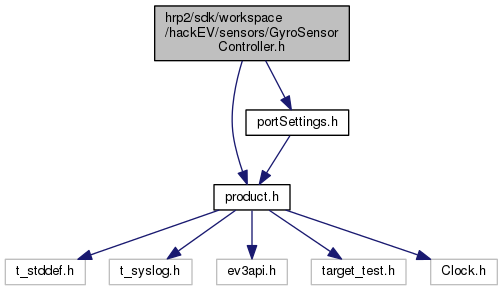 hrp2/sdk/workspace
/hackEV/sensors/GyroSensor
Controller.h
portSettings.h
product.h
t_stddef.h
t_syslog.h
ev3api.h
target_test.h
Clock.h